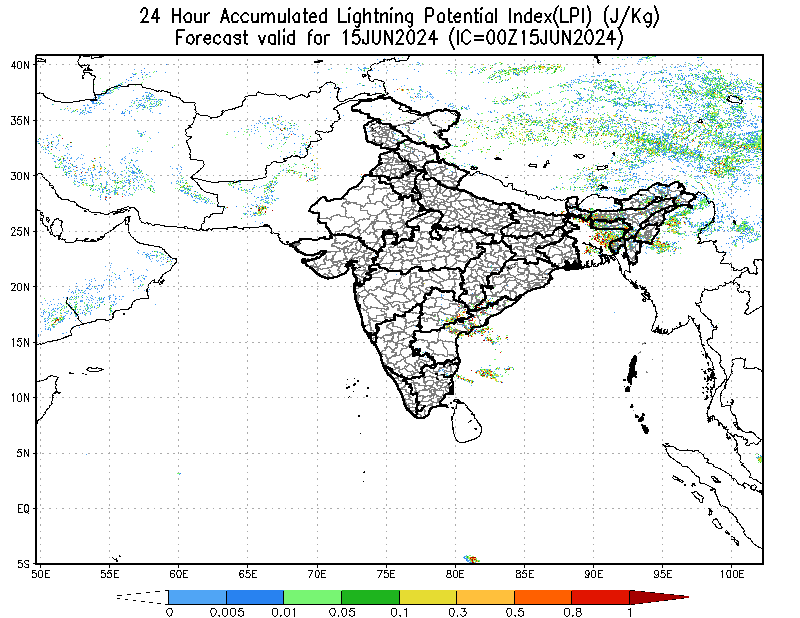 24 Hour Accumulated Lightning Potential Index(LPI) (J/Kg)
Forecast valid for 15JUN2024 (IC=00Z15JUN2024)
40N
35N
30N
25N
20N
15N
10N
5N
EQ
5S
50E 55E 60E 65E 70E 75E 80E 85E 90E 95E 100E
0 0.005 0.01 0.05 0.1 0.3 0.5 0.8 1